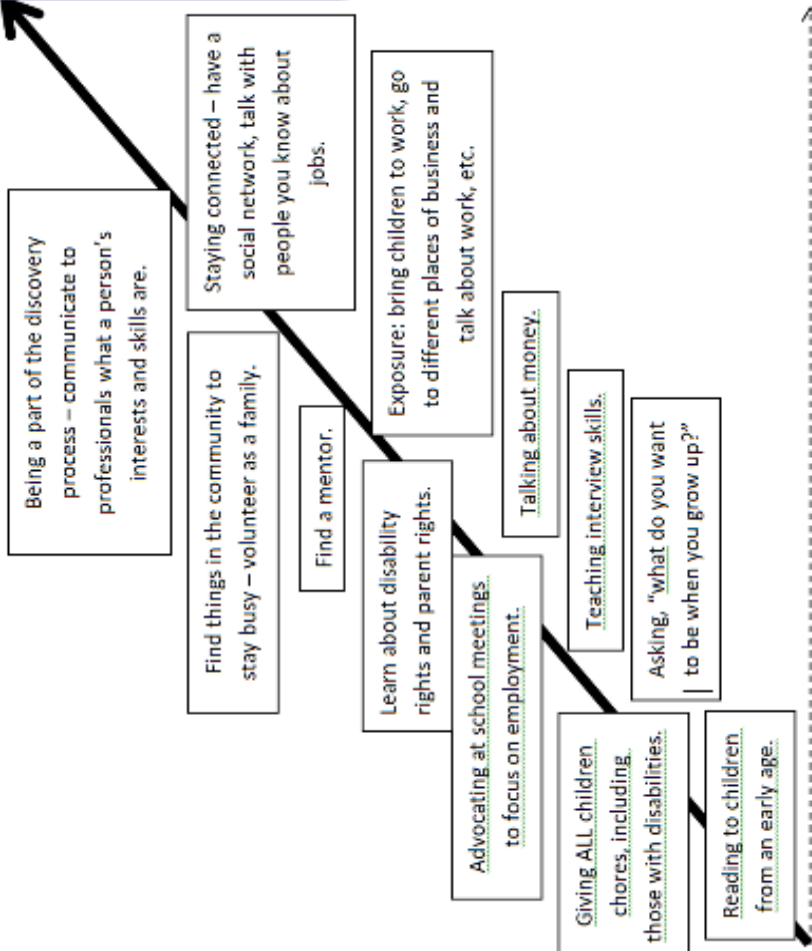 Being a part of the discovery
process – communicate to
professionals what a person's
interests and skills are.
Staying connected – have a
social network, talk with
people you know about
jobs.
Find things in the community to
stay busy – volunteer as a family.
Find a mentor.
Exposure: bring children to work, go
to different places of business and
talk about work, etc.
Learn about disability
rights and parent rights.
Advocating at school meetings
to focus on employment.
Talking about money.
Teaching interview skills.
Asking, “what do you want
to be when you grow up?”
Giving ALL children
chores, including
those with disabilities.
Reading to children
from an early age.